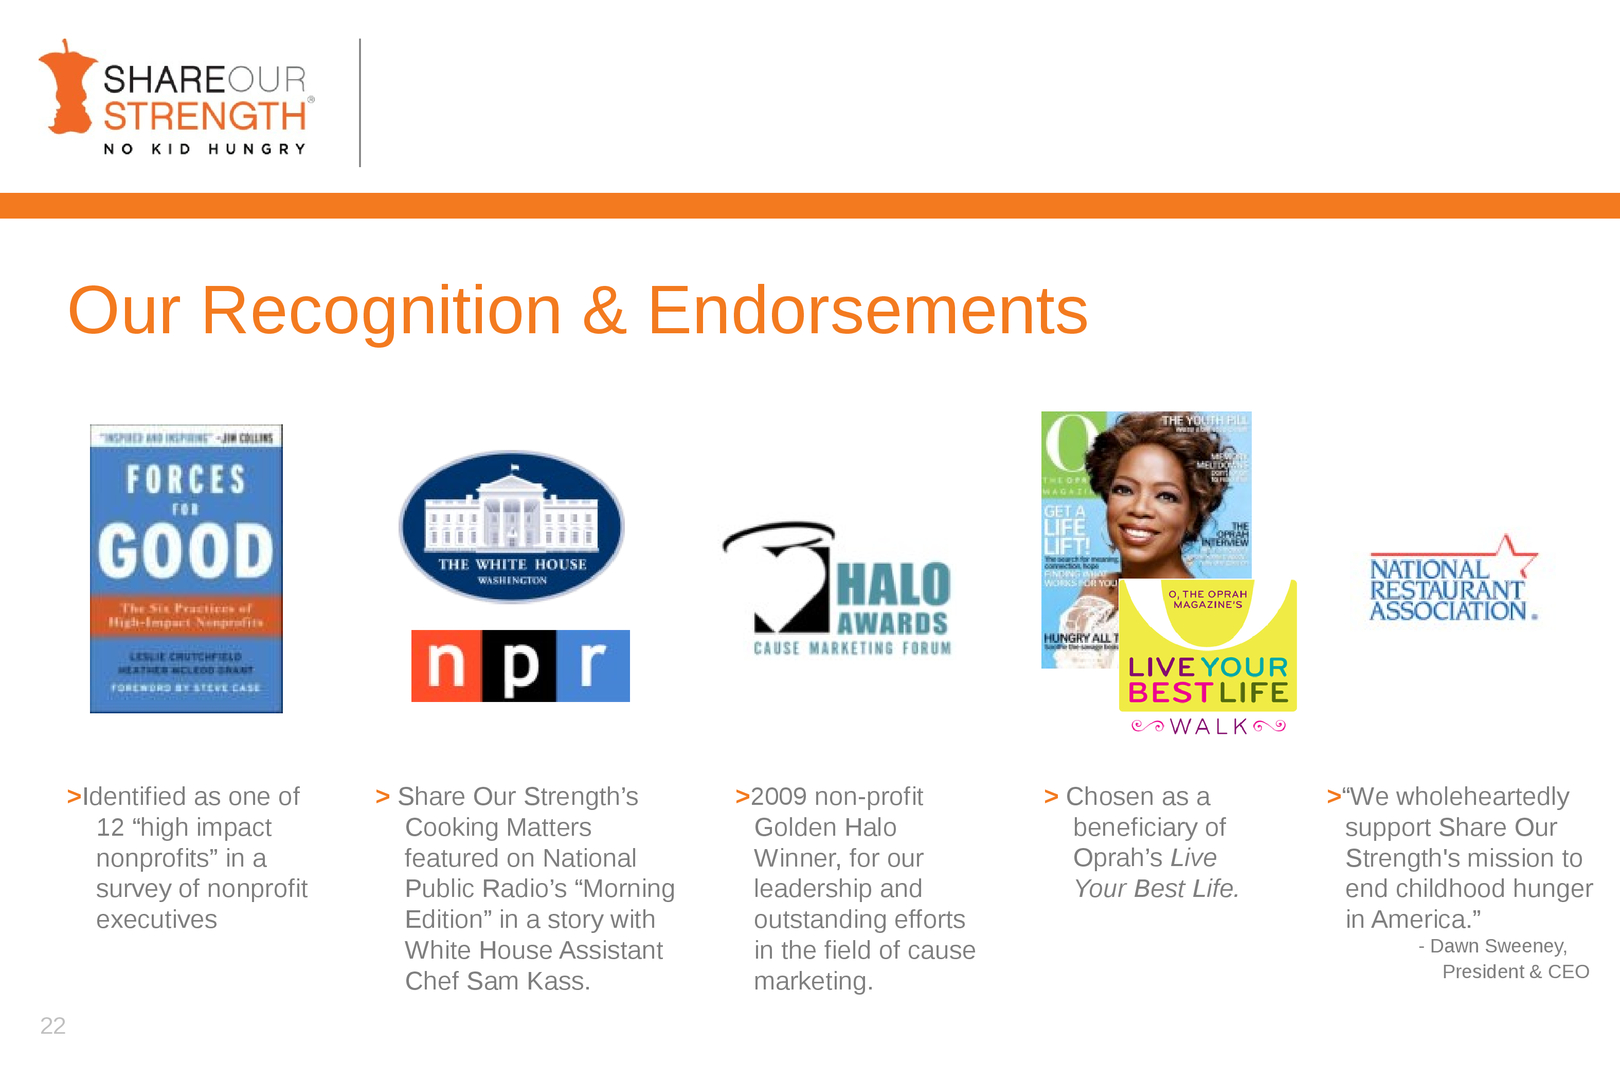 SHAREOUR
STRENGTH®
NO KID HUNGRY
Our Recognition & Endorsements
"INSPIRED AND INSPIRING" -JIM COLLINS
FORCES
FOR
GOOD
The Six Practices of
High-Impact Nonprofits
LESLIE CRUTCHFIELD
HEATHER MCLEOD GRANT
FOREWORD BY STEVE CASE
>Identified as one of
12 “high impact
nonprofits” in a
survey of nonprofit
executives
THE WHITE HOUSE
WASHINGTON
npr
> Share Our Strength’s
Cooking Matters
featured on National
Public Radio’s “Morning
Edition” in a story with
White House Assistant
Chef Sam Kass.
HALO
AWARDS
CAUSE MARKETING FORUM
>2009 non-profit
Golden Halo
Winner, for our
leadership and
outstanding efforts
in the field of cause
marketing.
O
THE OPRA
MAGAZI
THE YOUTH PILL
MEMORY
MELTDOWNS
GET A
LIFE
LIFT!
The search for meaning,
connection, hope
FINDING WHAT
WORKS FOR YOU
THE
OPRAH
INTERVIEW
HUNGRY ALL T
O, THE OPRAH
MAGAZINE'S
LIVE YOUR
BEST LIFE
WALK
> Chosen as a
beneficiary of
Oprah’s Live
Your Best Life.
NATIONAL
RESTAURANT
ASSOCIATION®
>“We wholeheartedly
support Share Our
Strength's mission to
end childhood hunger
in America.”
- Dawn Sweeney,
President & CEO
22